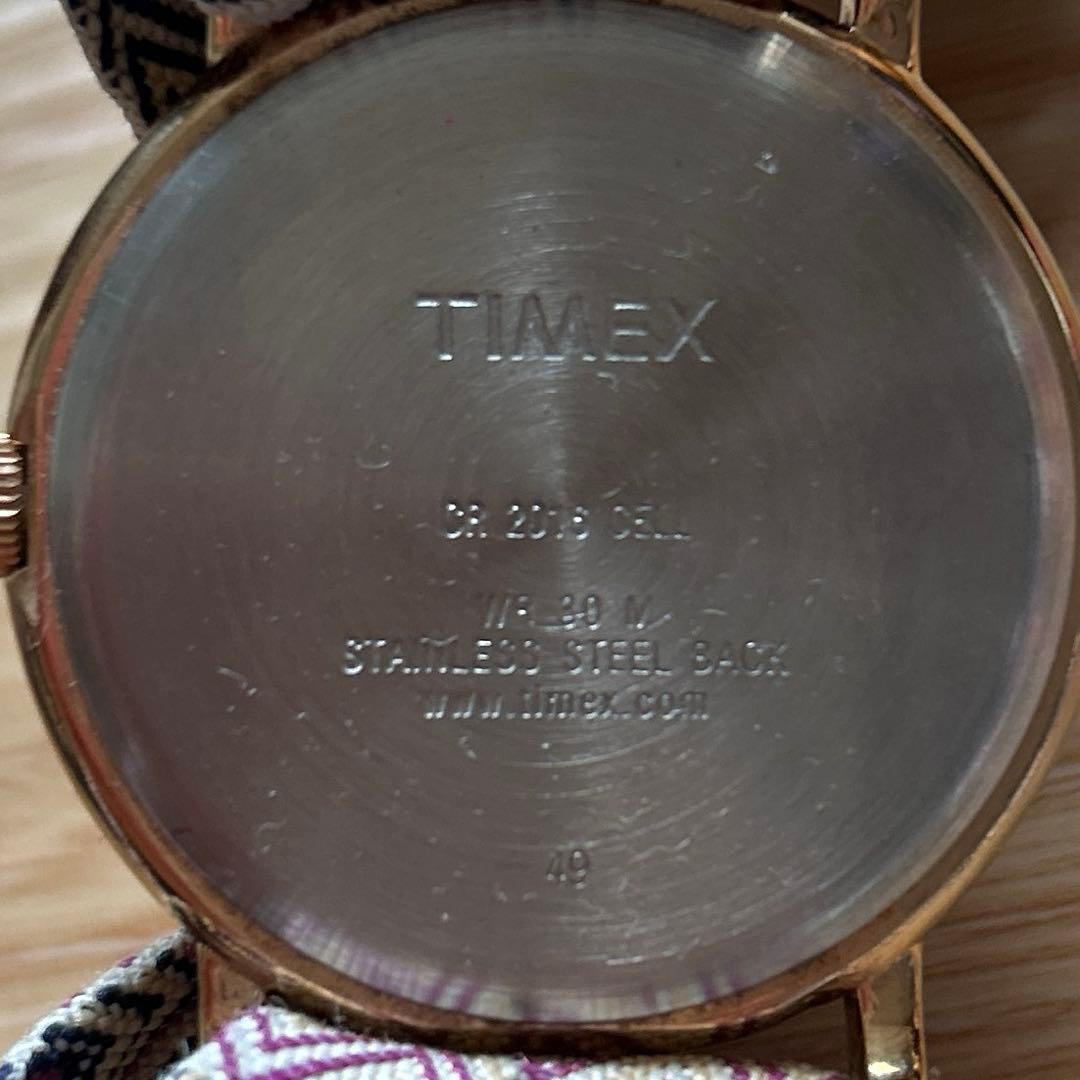 TIMEX
CR 2016 CELL
WR 30 M
STAINLESS STEEL BACK
www.timex.com
49